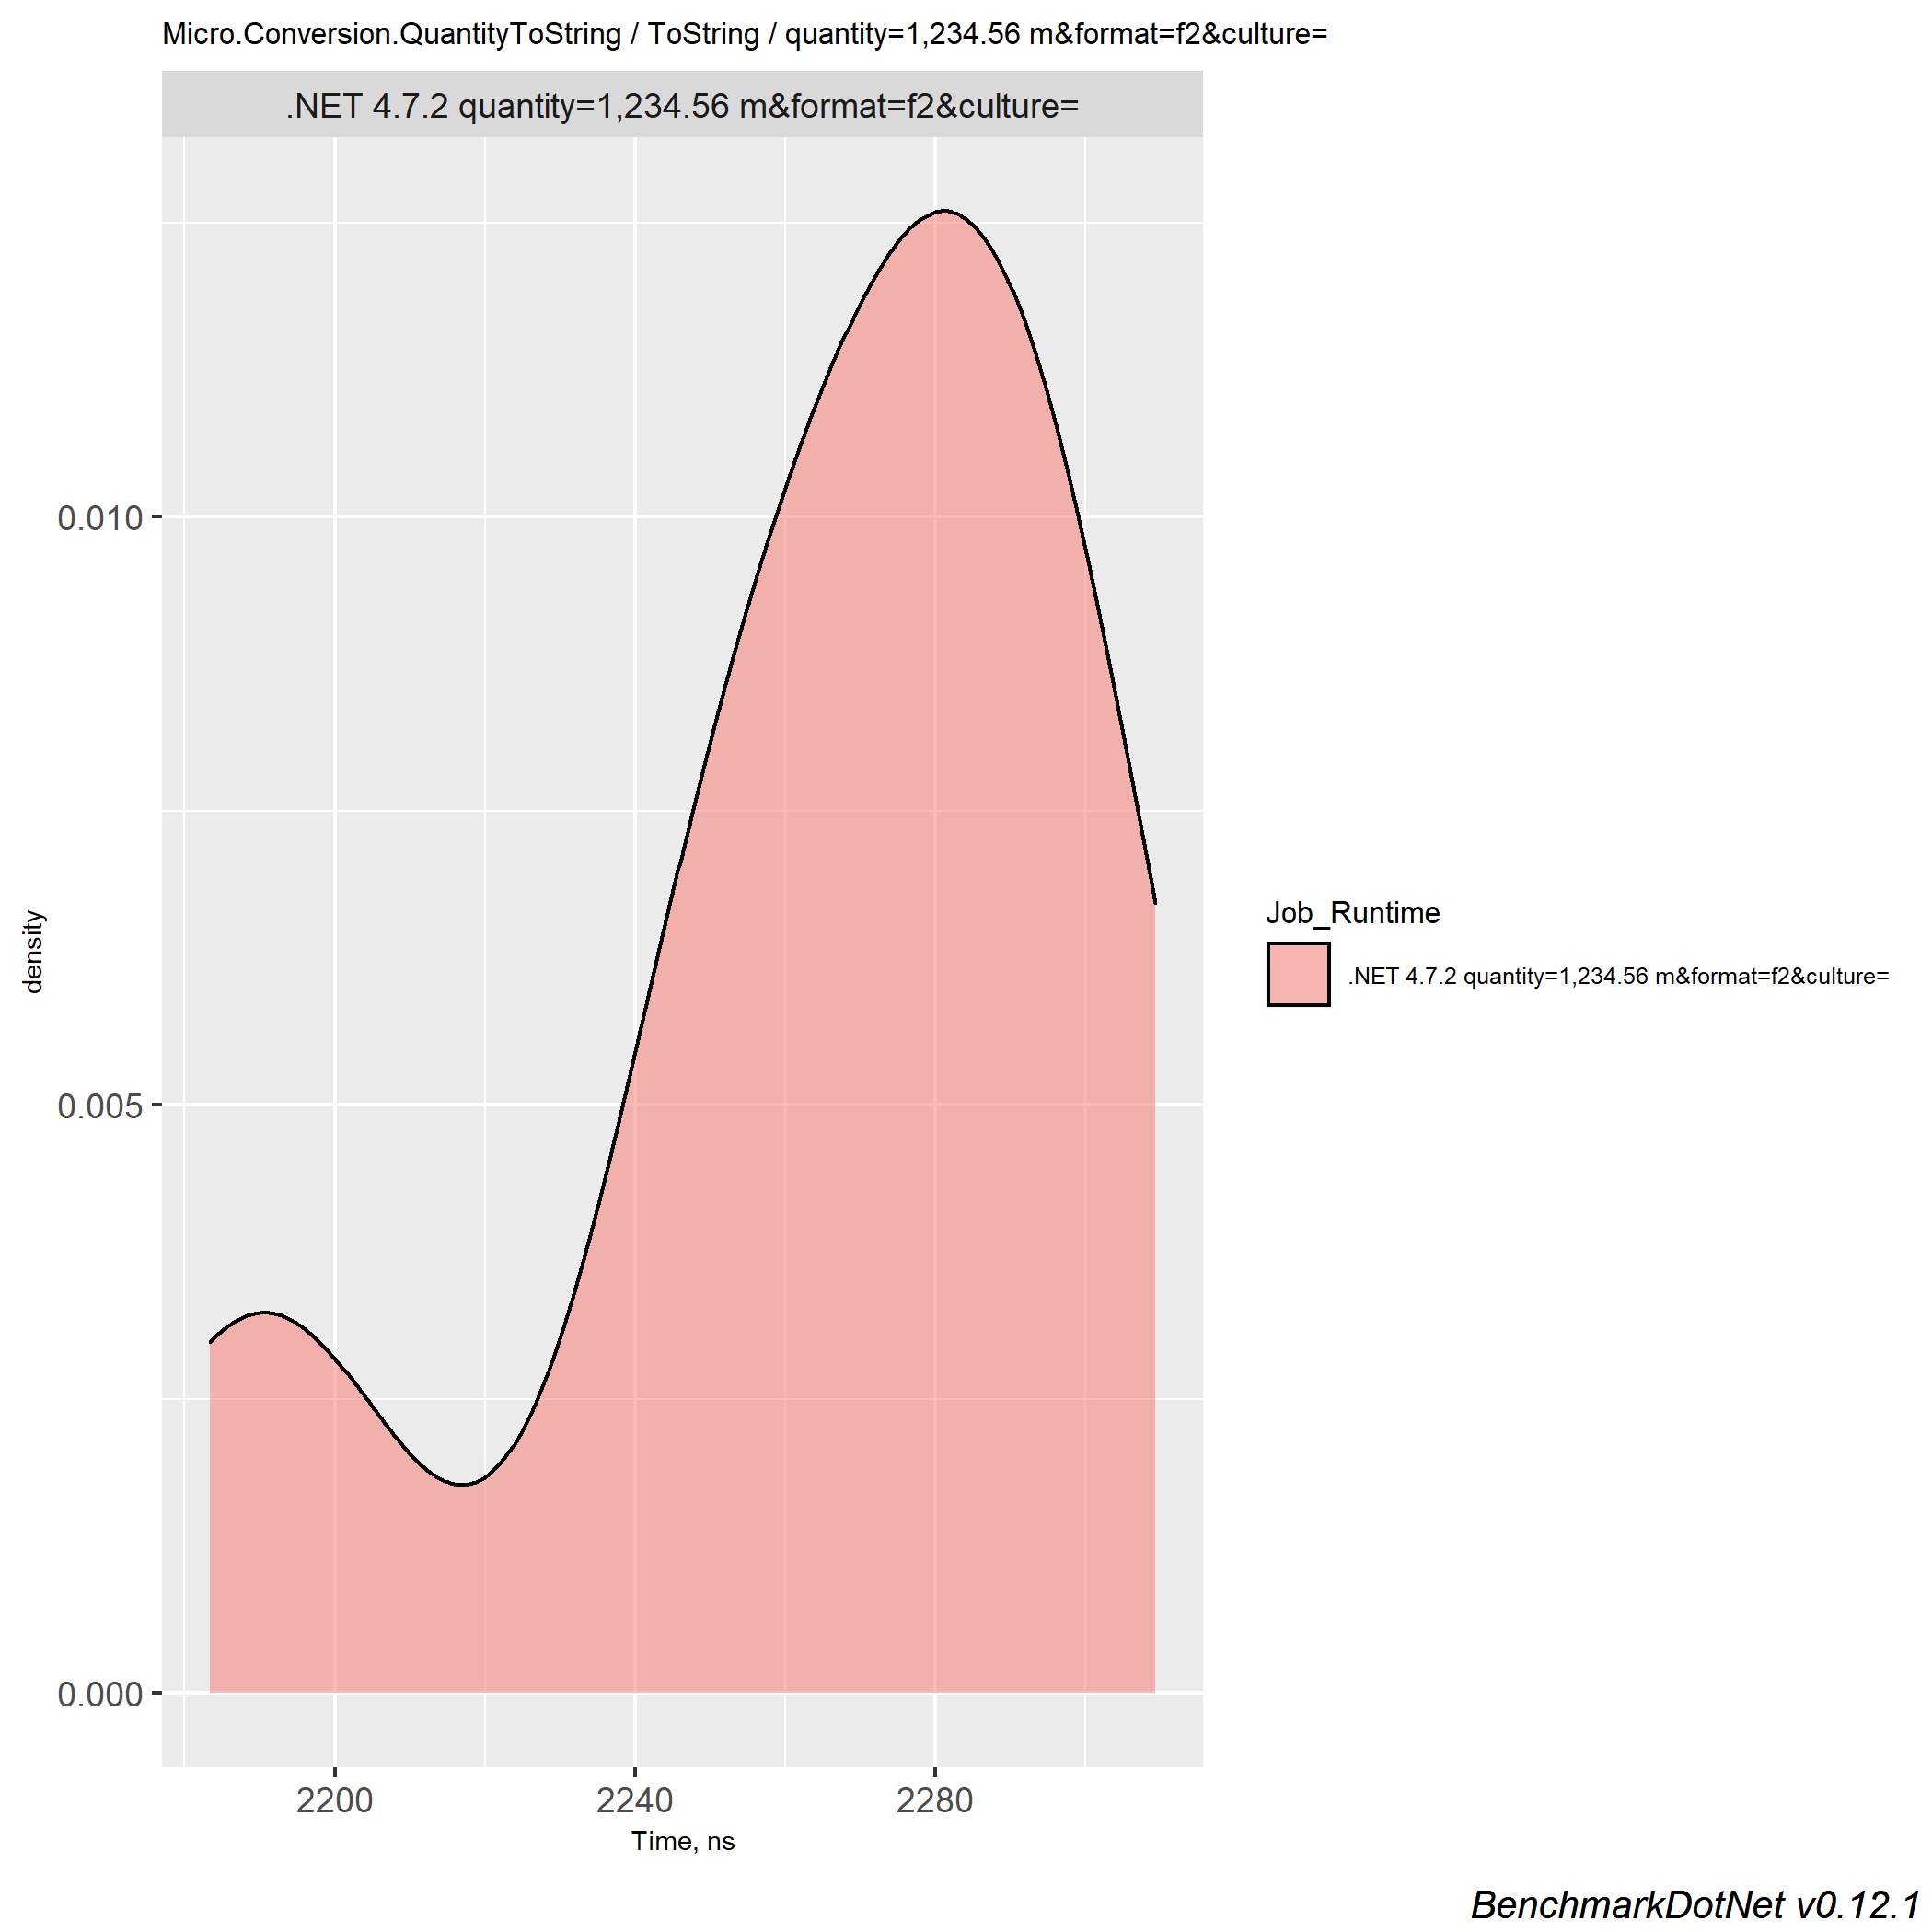 Micro.Conversion.QuantityToString / ToString / quantity=1,234.56 m&format=f2&culture=
.NET 4.7.2 quantity=1,234.56 m&format=f2&culture=
0.010
0.005
0.000
density
2200 2240 2280
Time, ns
Job_Runtime
.NET 4.7.2 quantity=1,234.56 m&format=f2&culture=
BenchmarkDotNet v0.12.1